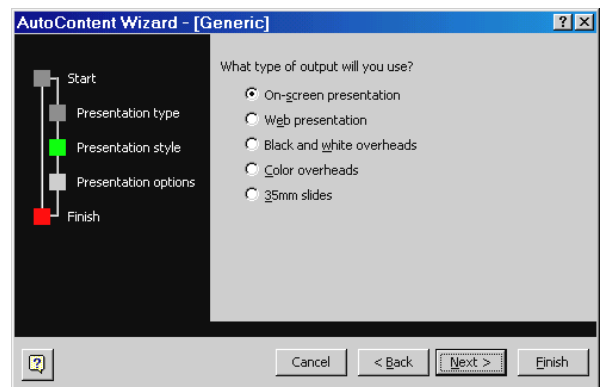 AutoContent Wizard - [Generic]
Start
Presentation type
Presentation style
Presentation options
Finish
What type of output will you use?
On-screen presentation
Web presentation
Black and white overheads
Color overheads
35mm slides
Cancel
< Back
Next >
Finish